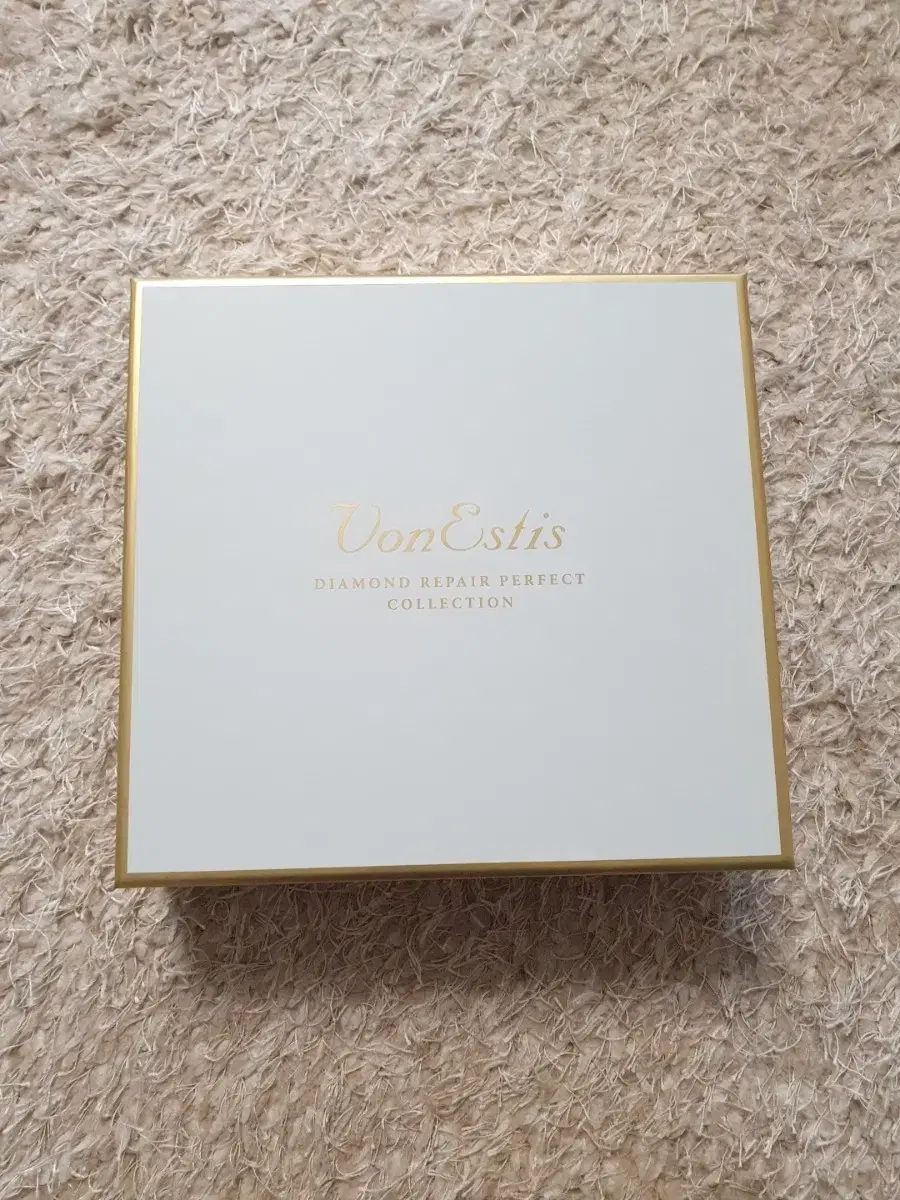 VonEstis
DIAMOND REPAIR PERFECT
COLLECTION